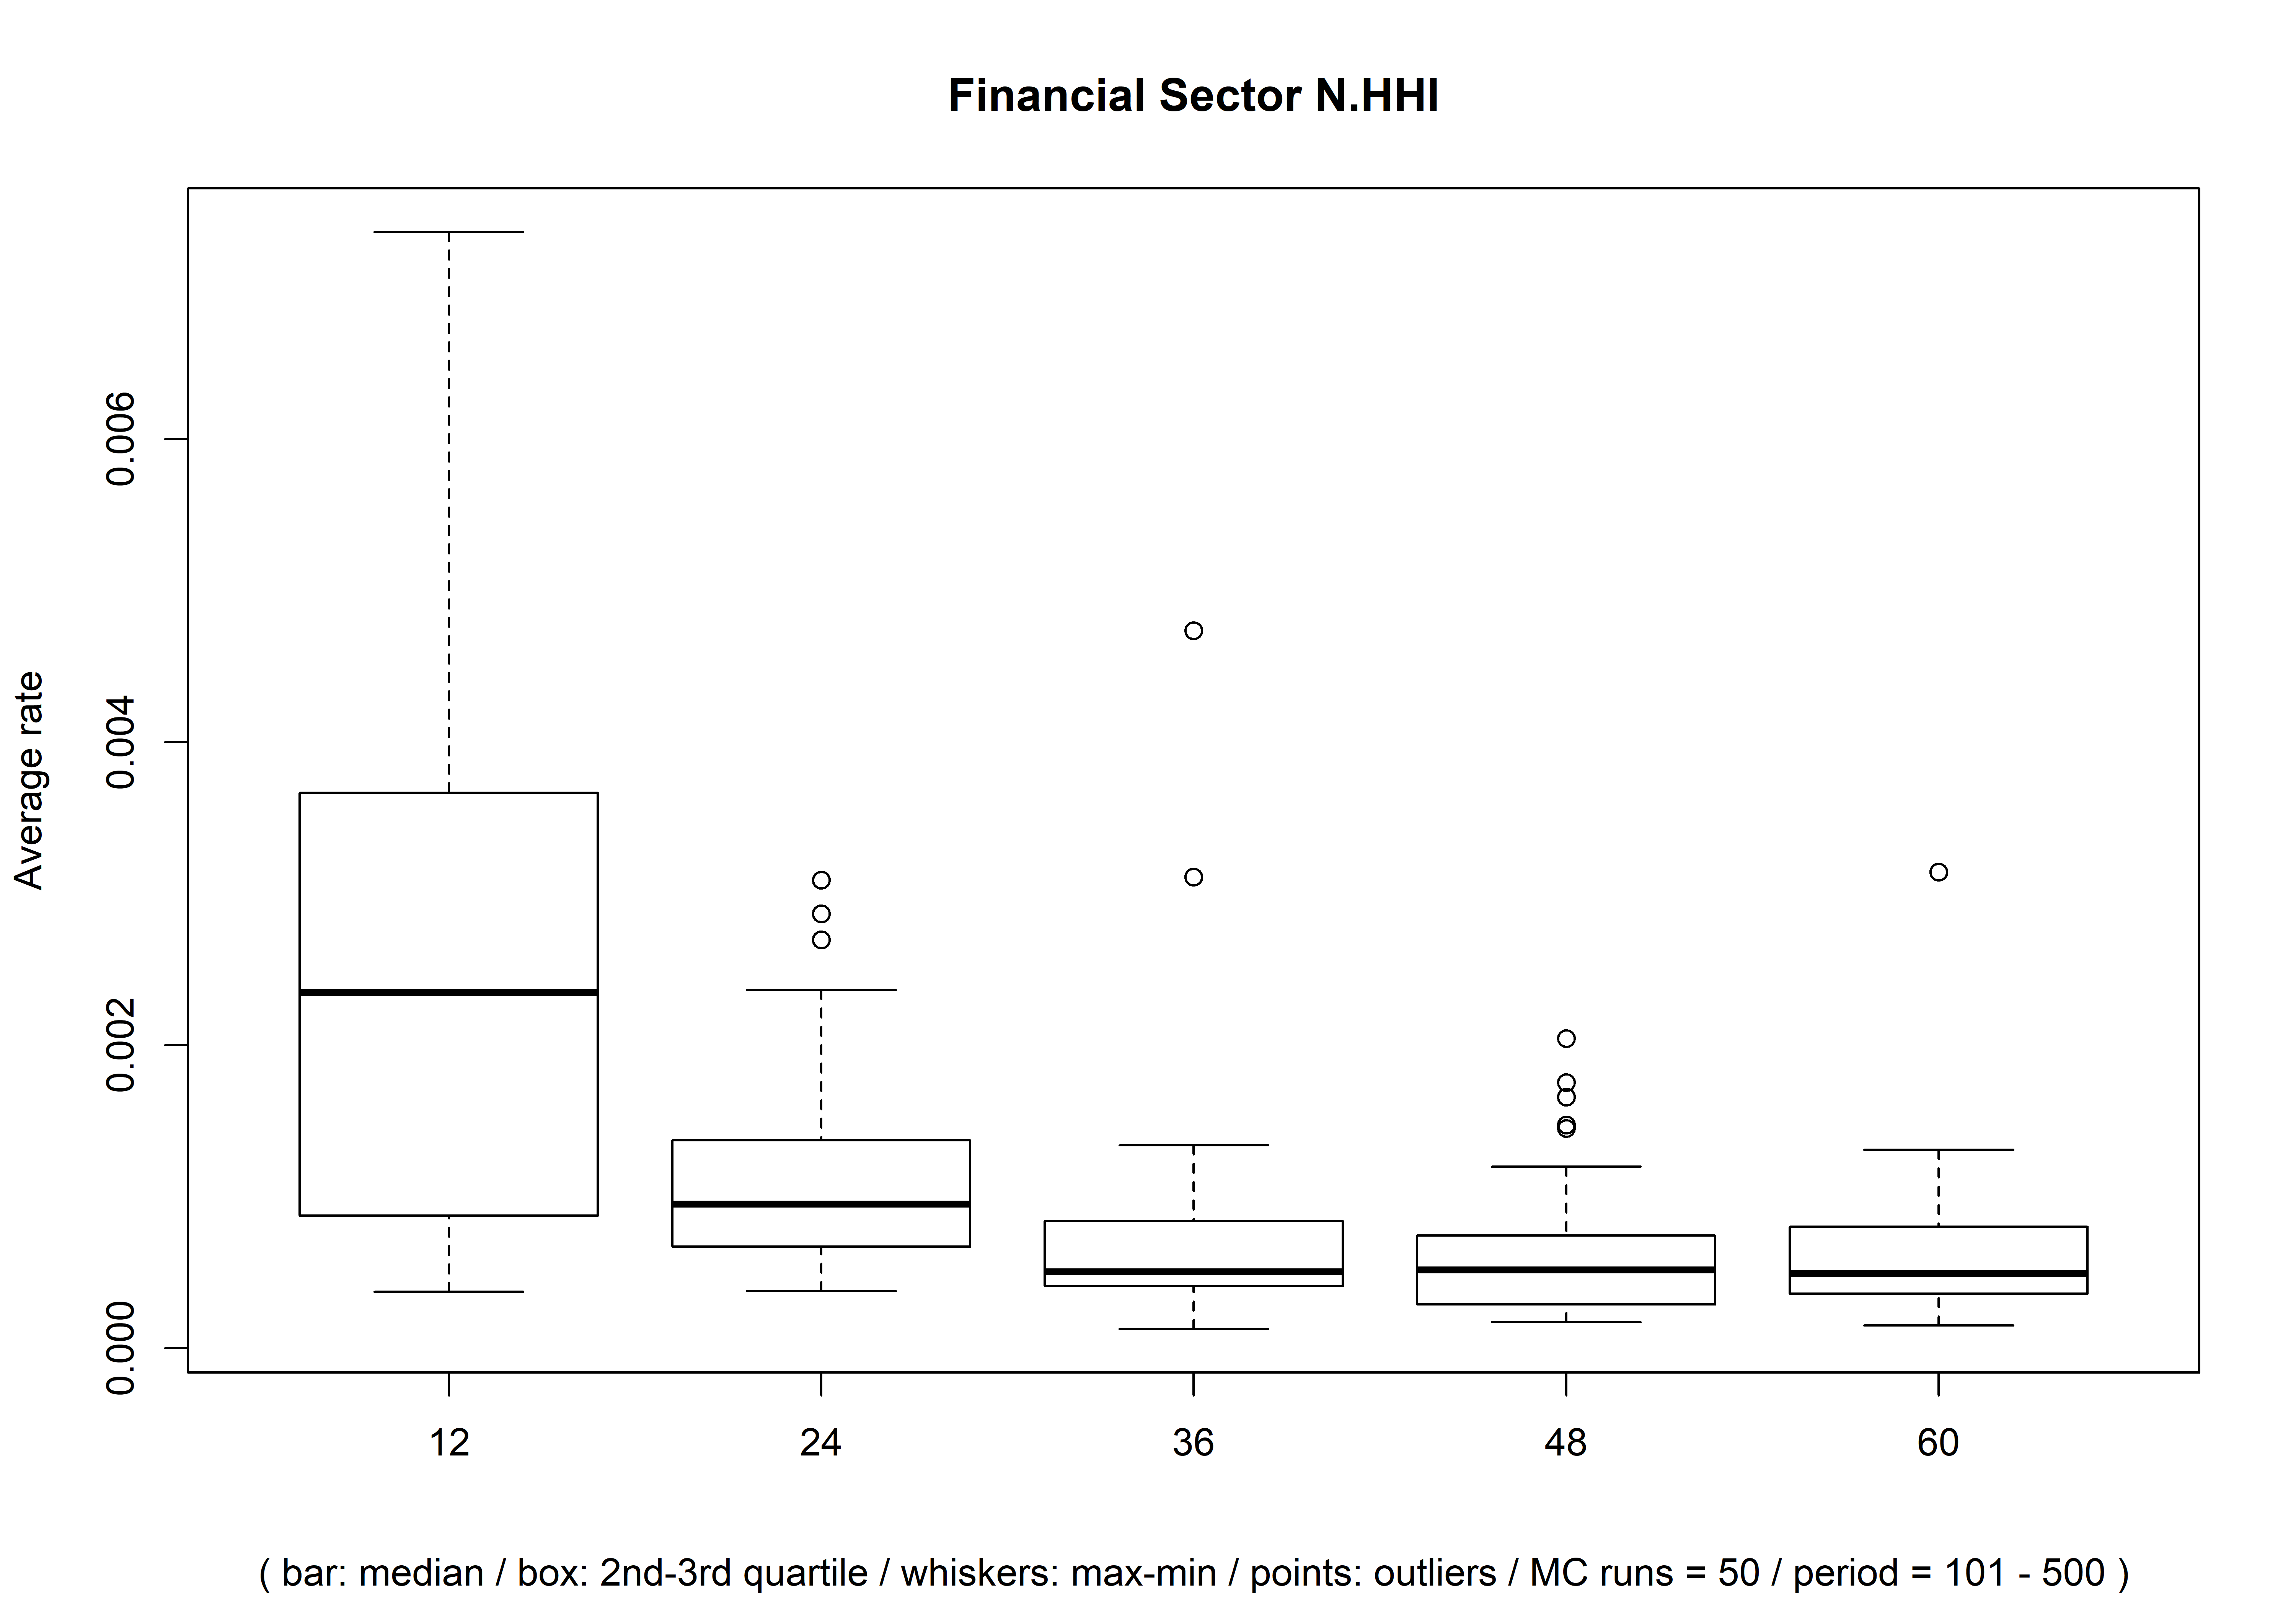 Financial Sector N.HHI
Average rate
0.006
0.004
0.002
0.000
12 24 36 48 60
( bar: median / box: 2nd-3rd quartile / whiskers: max-min / points: outliers / MC runs = 50 / period = 101 - 500 )